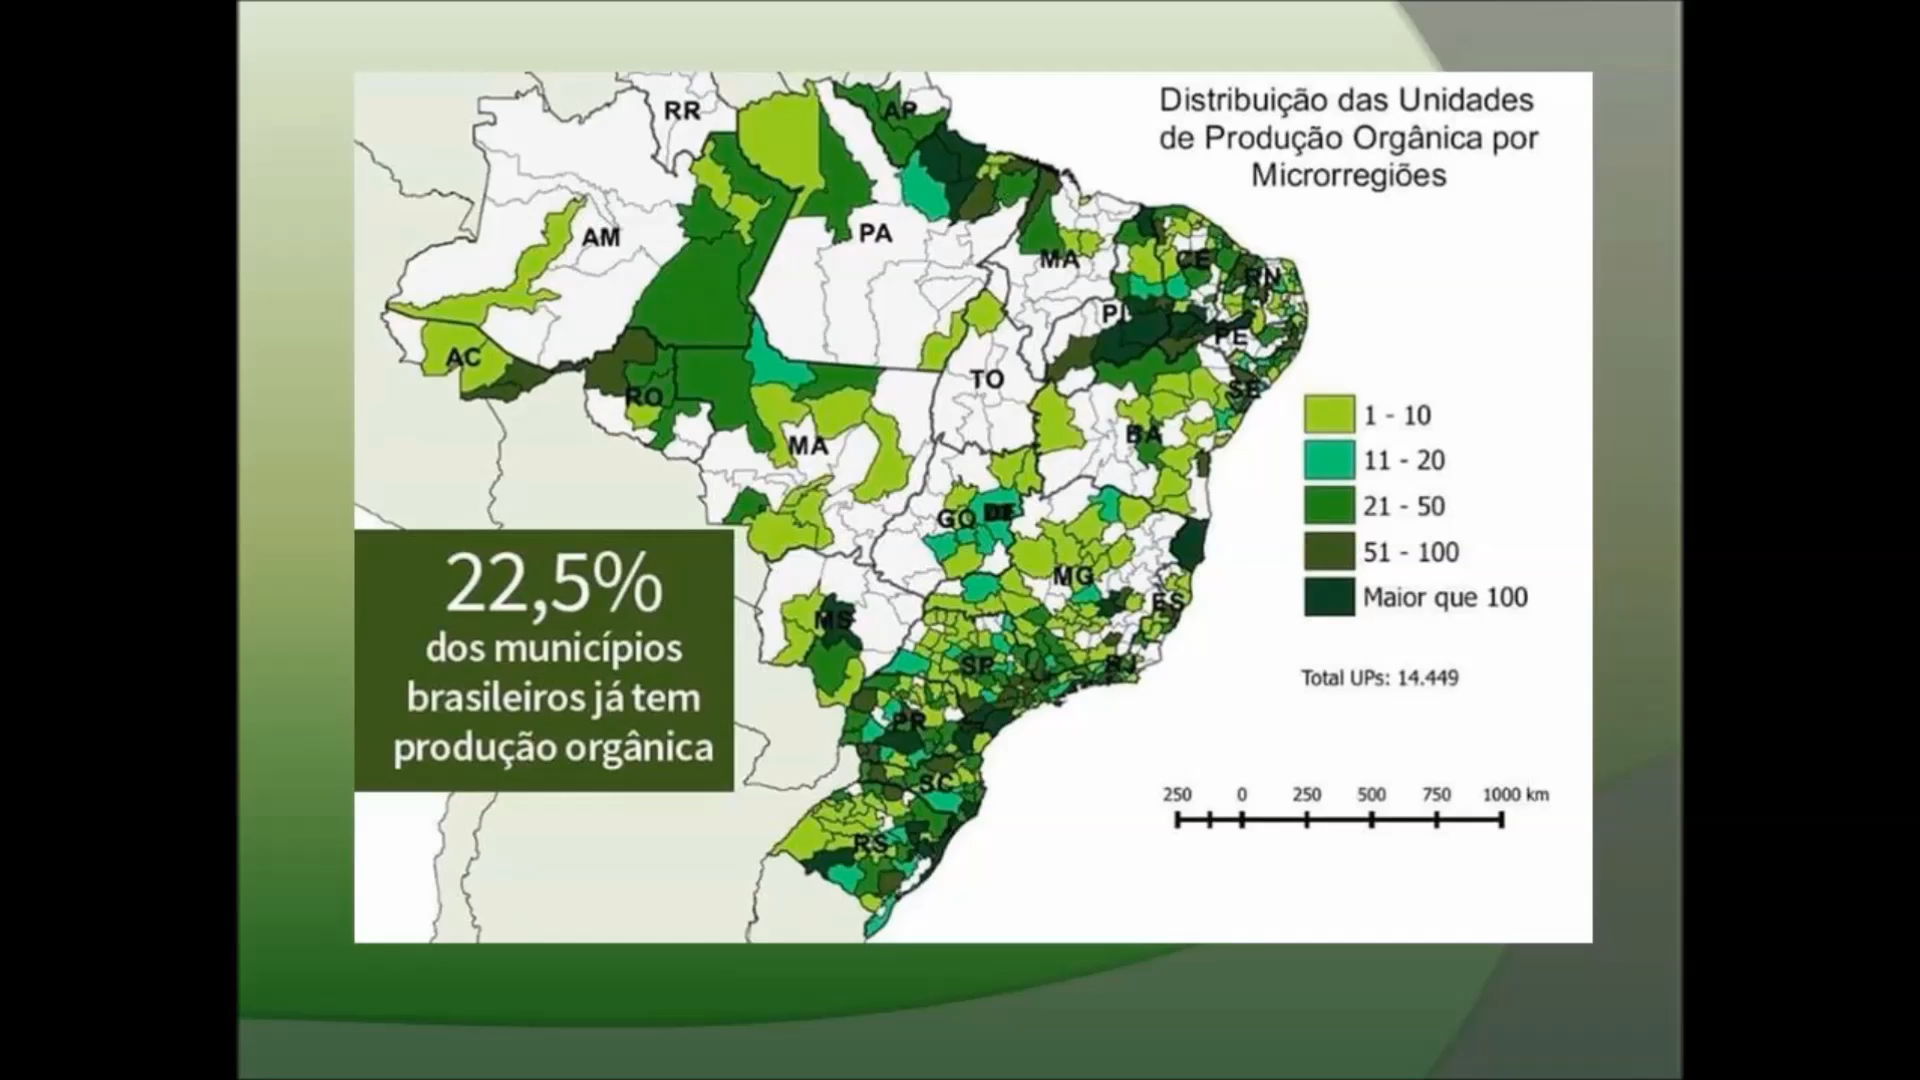 Distribuição das Unidades
de Produção Orgânica por
Microrregiões
RR
AP
AM
PA
MA
CE
RN
PI
PE
AC
TO
RO
SE
MA
BA
GO
DF
MG
ES
MS
SP
RJ
PR
SC
RS
1 - 10
11 - 20
21 - 50
51 - 100
Maior que 100
Total UPs: 14.449
22,5%
dos municípios
brasileiros já tem
produção orgânica
250 0 250 500 750 1000 km